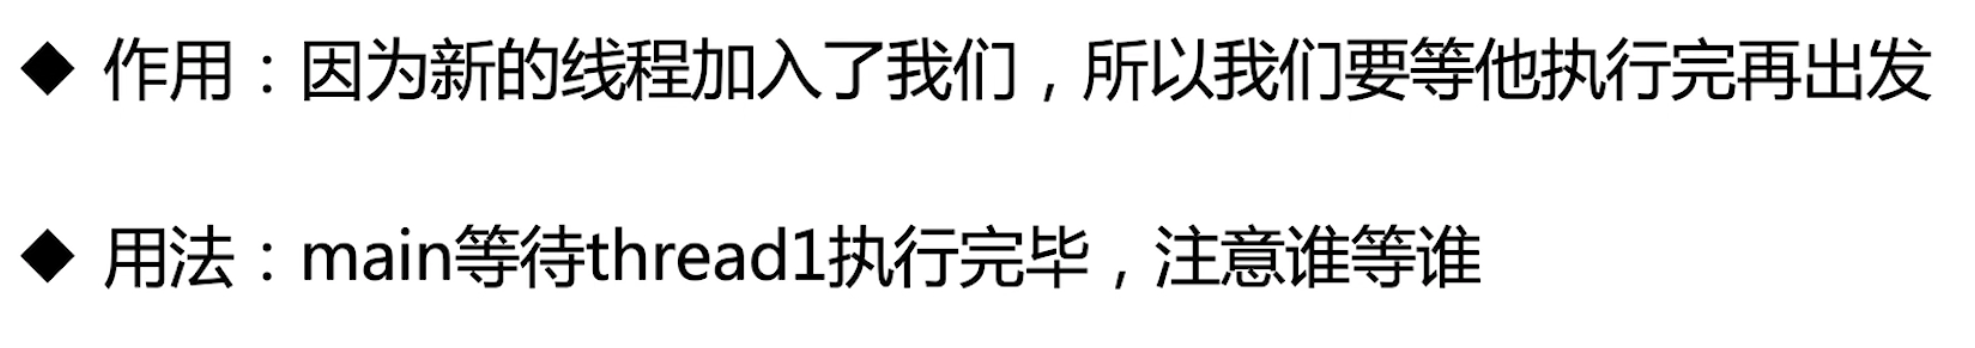 ◆ 作用：因为新的线程加入了我们，所以我们要等他执行完再出发
◆ 用法：main等待thread1执行完毕，注意谁等谁